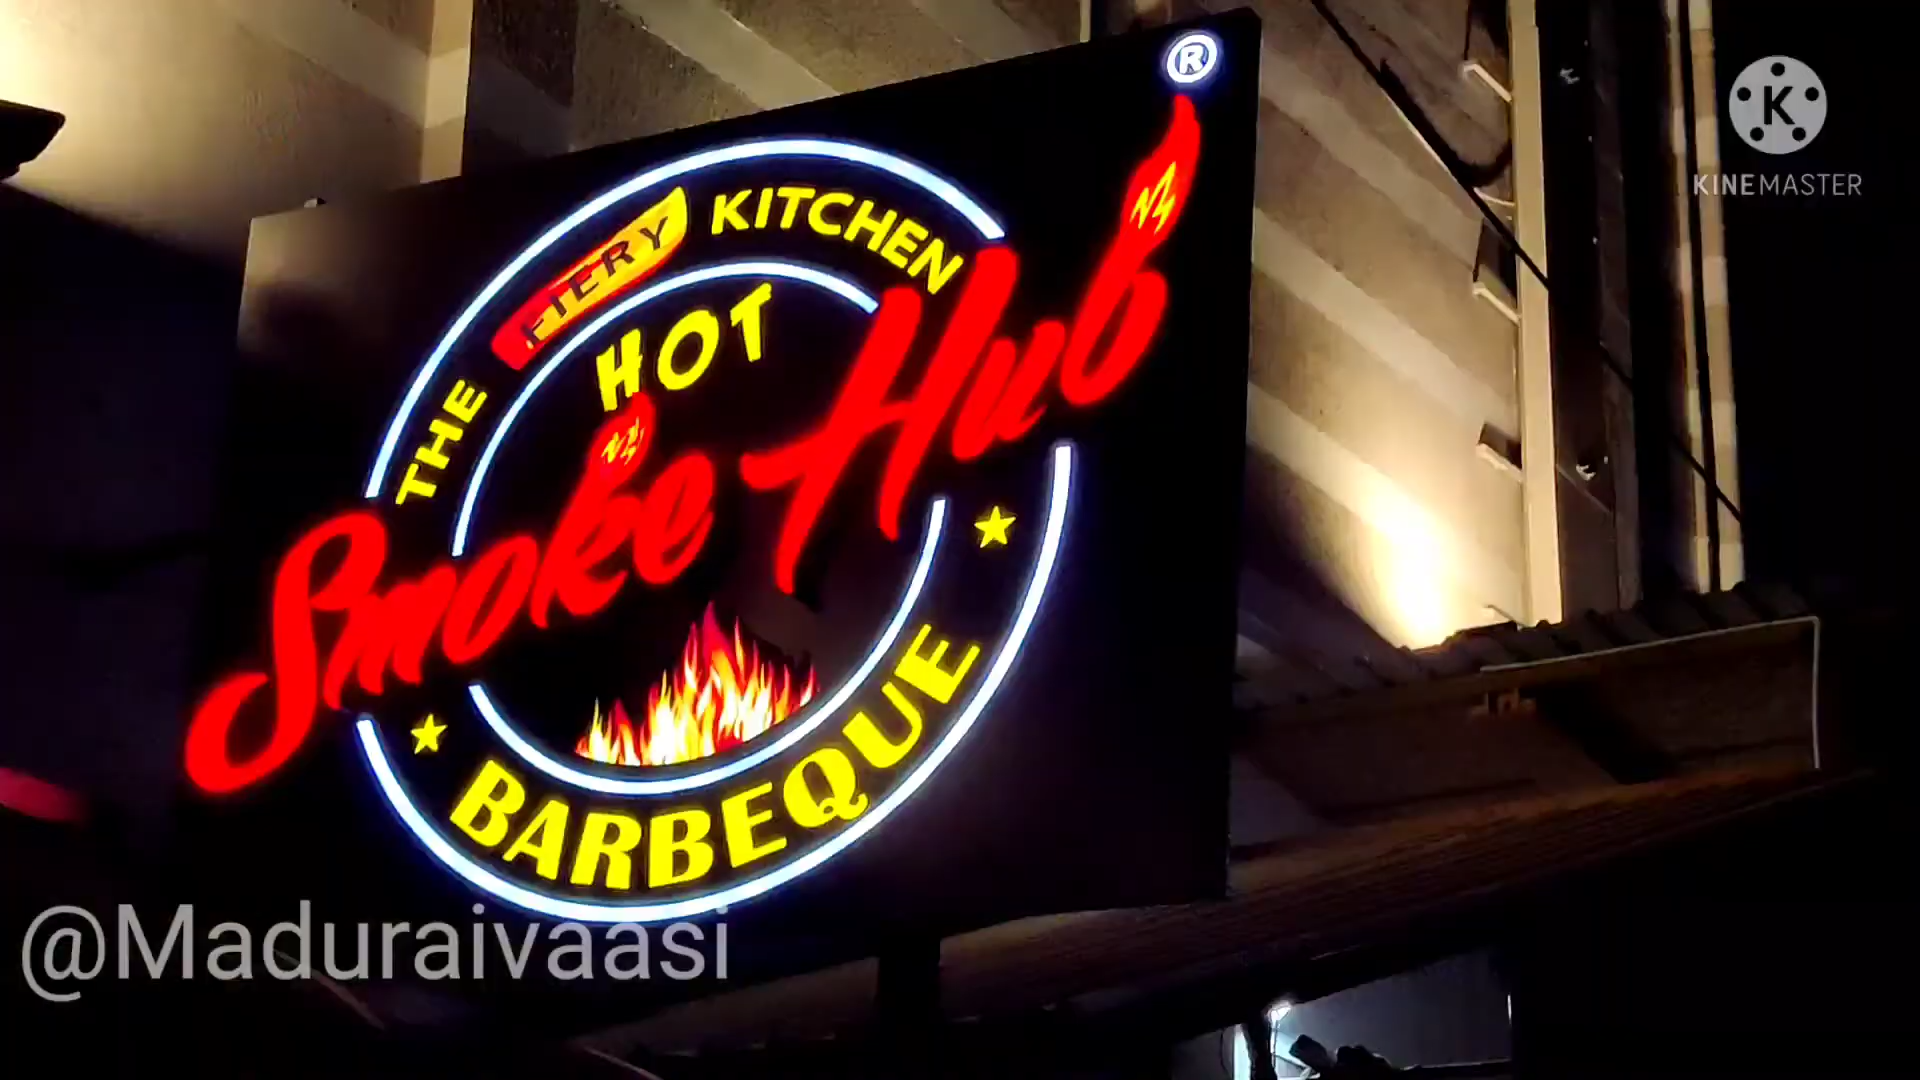 ®
K
KINEMASTER
THE FIERY KITCHEN
HOT
Smoke Hub
BARBEQUE
@Maduraivaasi